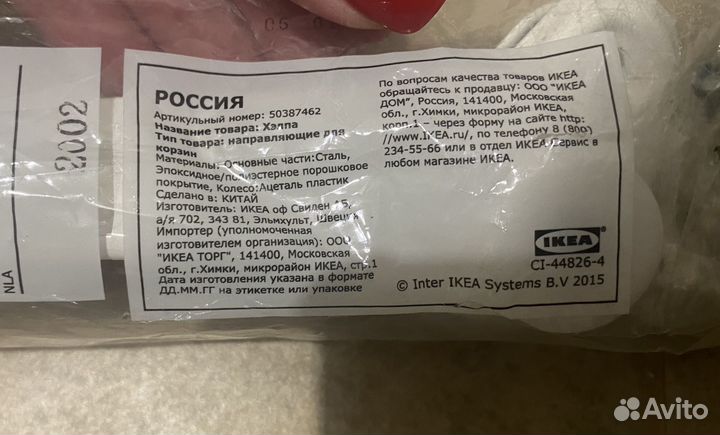 05 0
NLA
2002
РОССИЯ
Артикульный номер: 50387462
Название товара: Хэлпа
Тип товара: направляющие для
корзин
Материалы: Основные части:Сталь,
Эпоксидное/полиэстерное порошковое
покрытие, Колесо:Ацеталь пластик
Сделано в: КИТАЙ
Изготовитель: ИКЕА оф Свиден АБ,
а/я 702, 343 81, Эльмхульт, Швеция
Импортер (уполномоченная
изготовителем организация): ООО
"ИКЕА ТОРГ", 141400, Московская
обл., г.Химки, микрорайон ИКЕА, стр.1
Дата изготовления указана в формате
ДД.ММ.ГГ на этикетке или упаковке
По вопросам качества товаров ИКЕА
обращайтесь к продавцу: ООО "ИКЕА
ДОМ", Россия, 141400, Московская
обл., г.Химки, микрорайон ИКЕА,
корп.1 – через форму на сайте http:
//www.IKEA.ru/, по телефону 8 (800)
234-55-66 или в отдел ИКЕА Сервис в
любом магазине ИКЕА.
IKEA
CI-44826-4
© Inter IKEA Systems B.V 2015
Avito